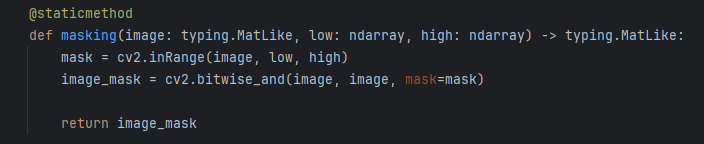 @staticmethod
def masking(image: typing.MatLike, low: ndarray, high: ndarray) -> typing.MatLike:
    mask = cv2.inRange(image, low, high)
    image_mask = cv2.bitwise_and(image, image, mask=mask)

    return image_mask